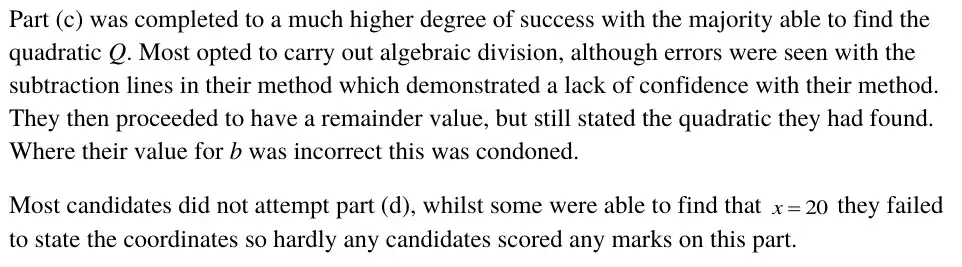 Part (c) was completed to a much higher degree of success with the majority able to find the
quadratic Q. Most opted to carry out algebraic division, although errors were seen with the
subtraction lines in their method which demonstrated a lack of confidence with their method.
They then proceeded to have a remainder value, but still stated the quadratic they had found.
Where their value for b was incorrect this was condoned.
Most candidates did not attempt part (d), whilst some were able to find that x = 20 they failed
to state the coordinates so hardly any candidates scored any marks on this part.